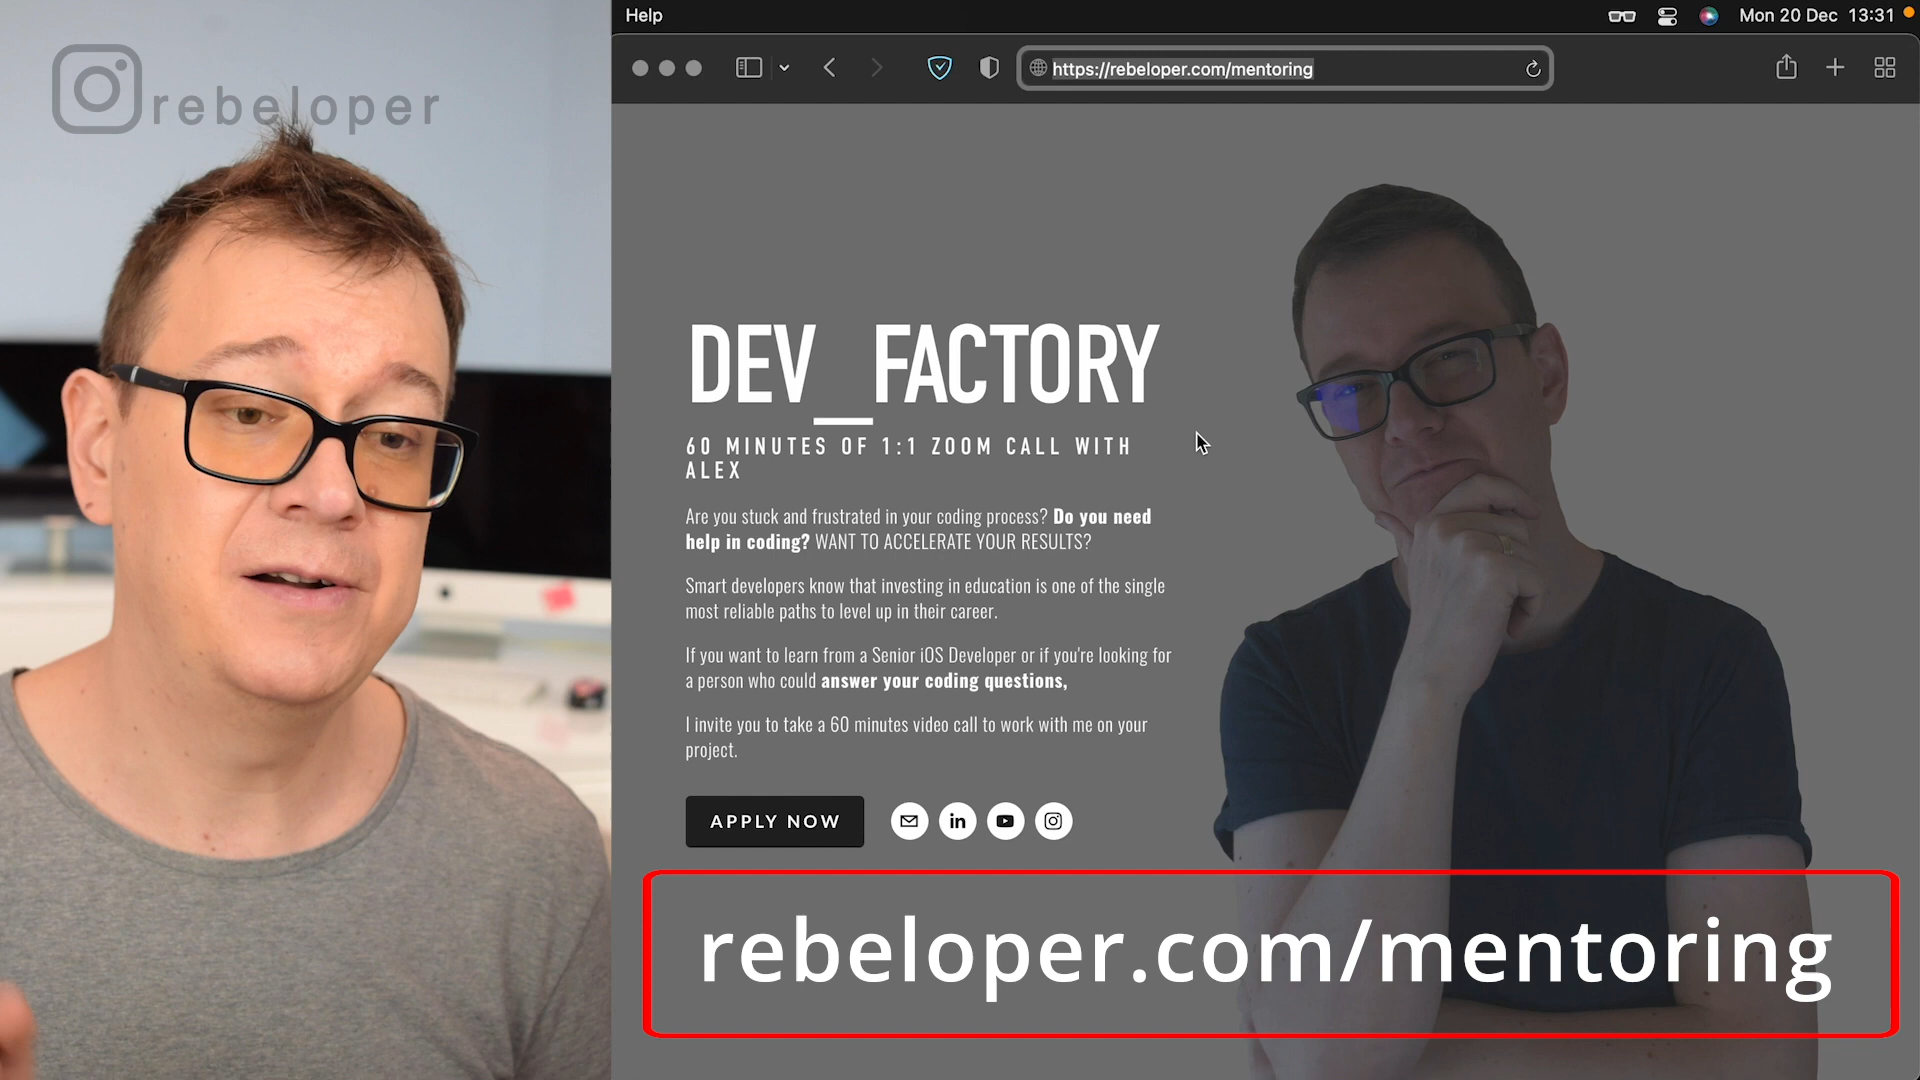 rebeloper
Help
Mon 20 Dec 13:31
https://rebeloper.com/mentoring
DEV_FACTORY
60 MINUTES OF 1:1 ZOOM CALL WITH
ALEX
Are you stuck and frustrated in your coding process? Do you need
help in coding? WANT TO ACCELERATE YOUR RESULTS?
Smart developers know that investing in education is one of the single
most reliable paths to level up in their career.
If you want to learn from a Senior iOS Developer or if you're looking for
a person who could answer your coding questions,
I invite you to take a 60 minutes video call to work with me on your
project.
APPLY NOW
in
rebeloper.com/mentoring